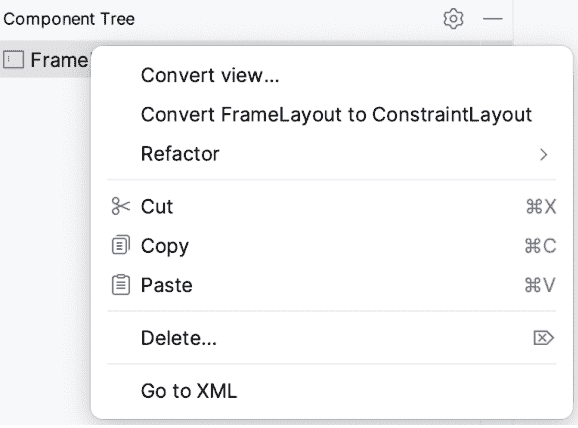 Component Tree
Frame
Convert view...
Convert FrameLayout to ConstraintLayout
Refactor
Cut ⌘X
Copy ⌘C
Paste ⌘V
Delete... ⌦
Go to XML